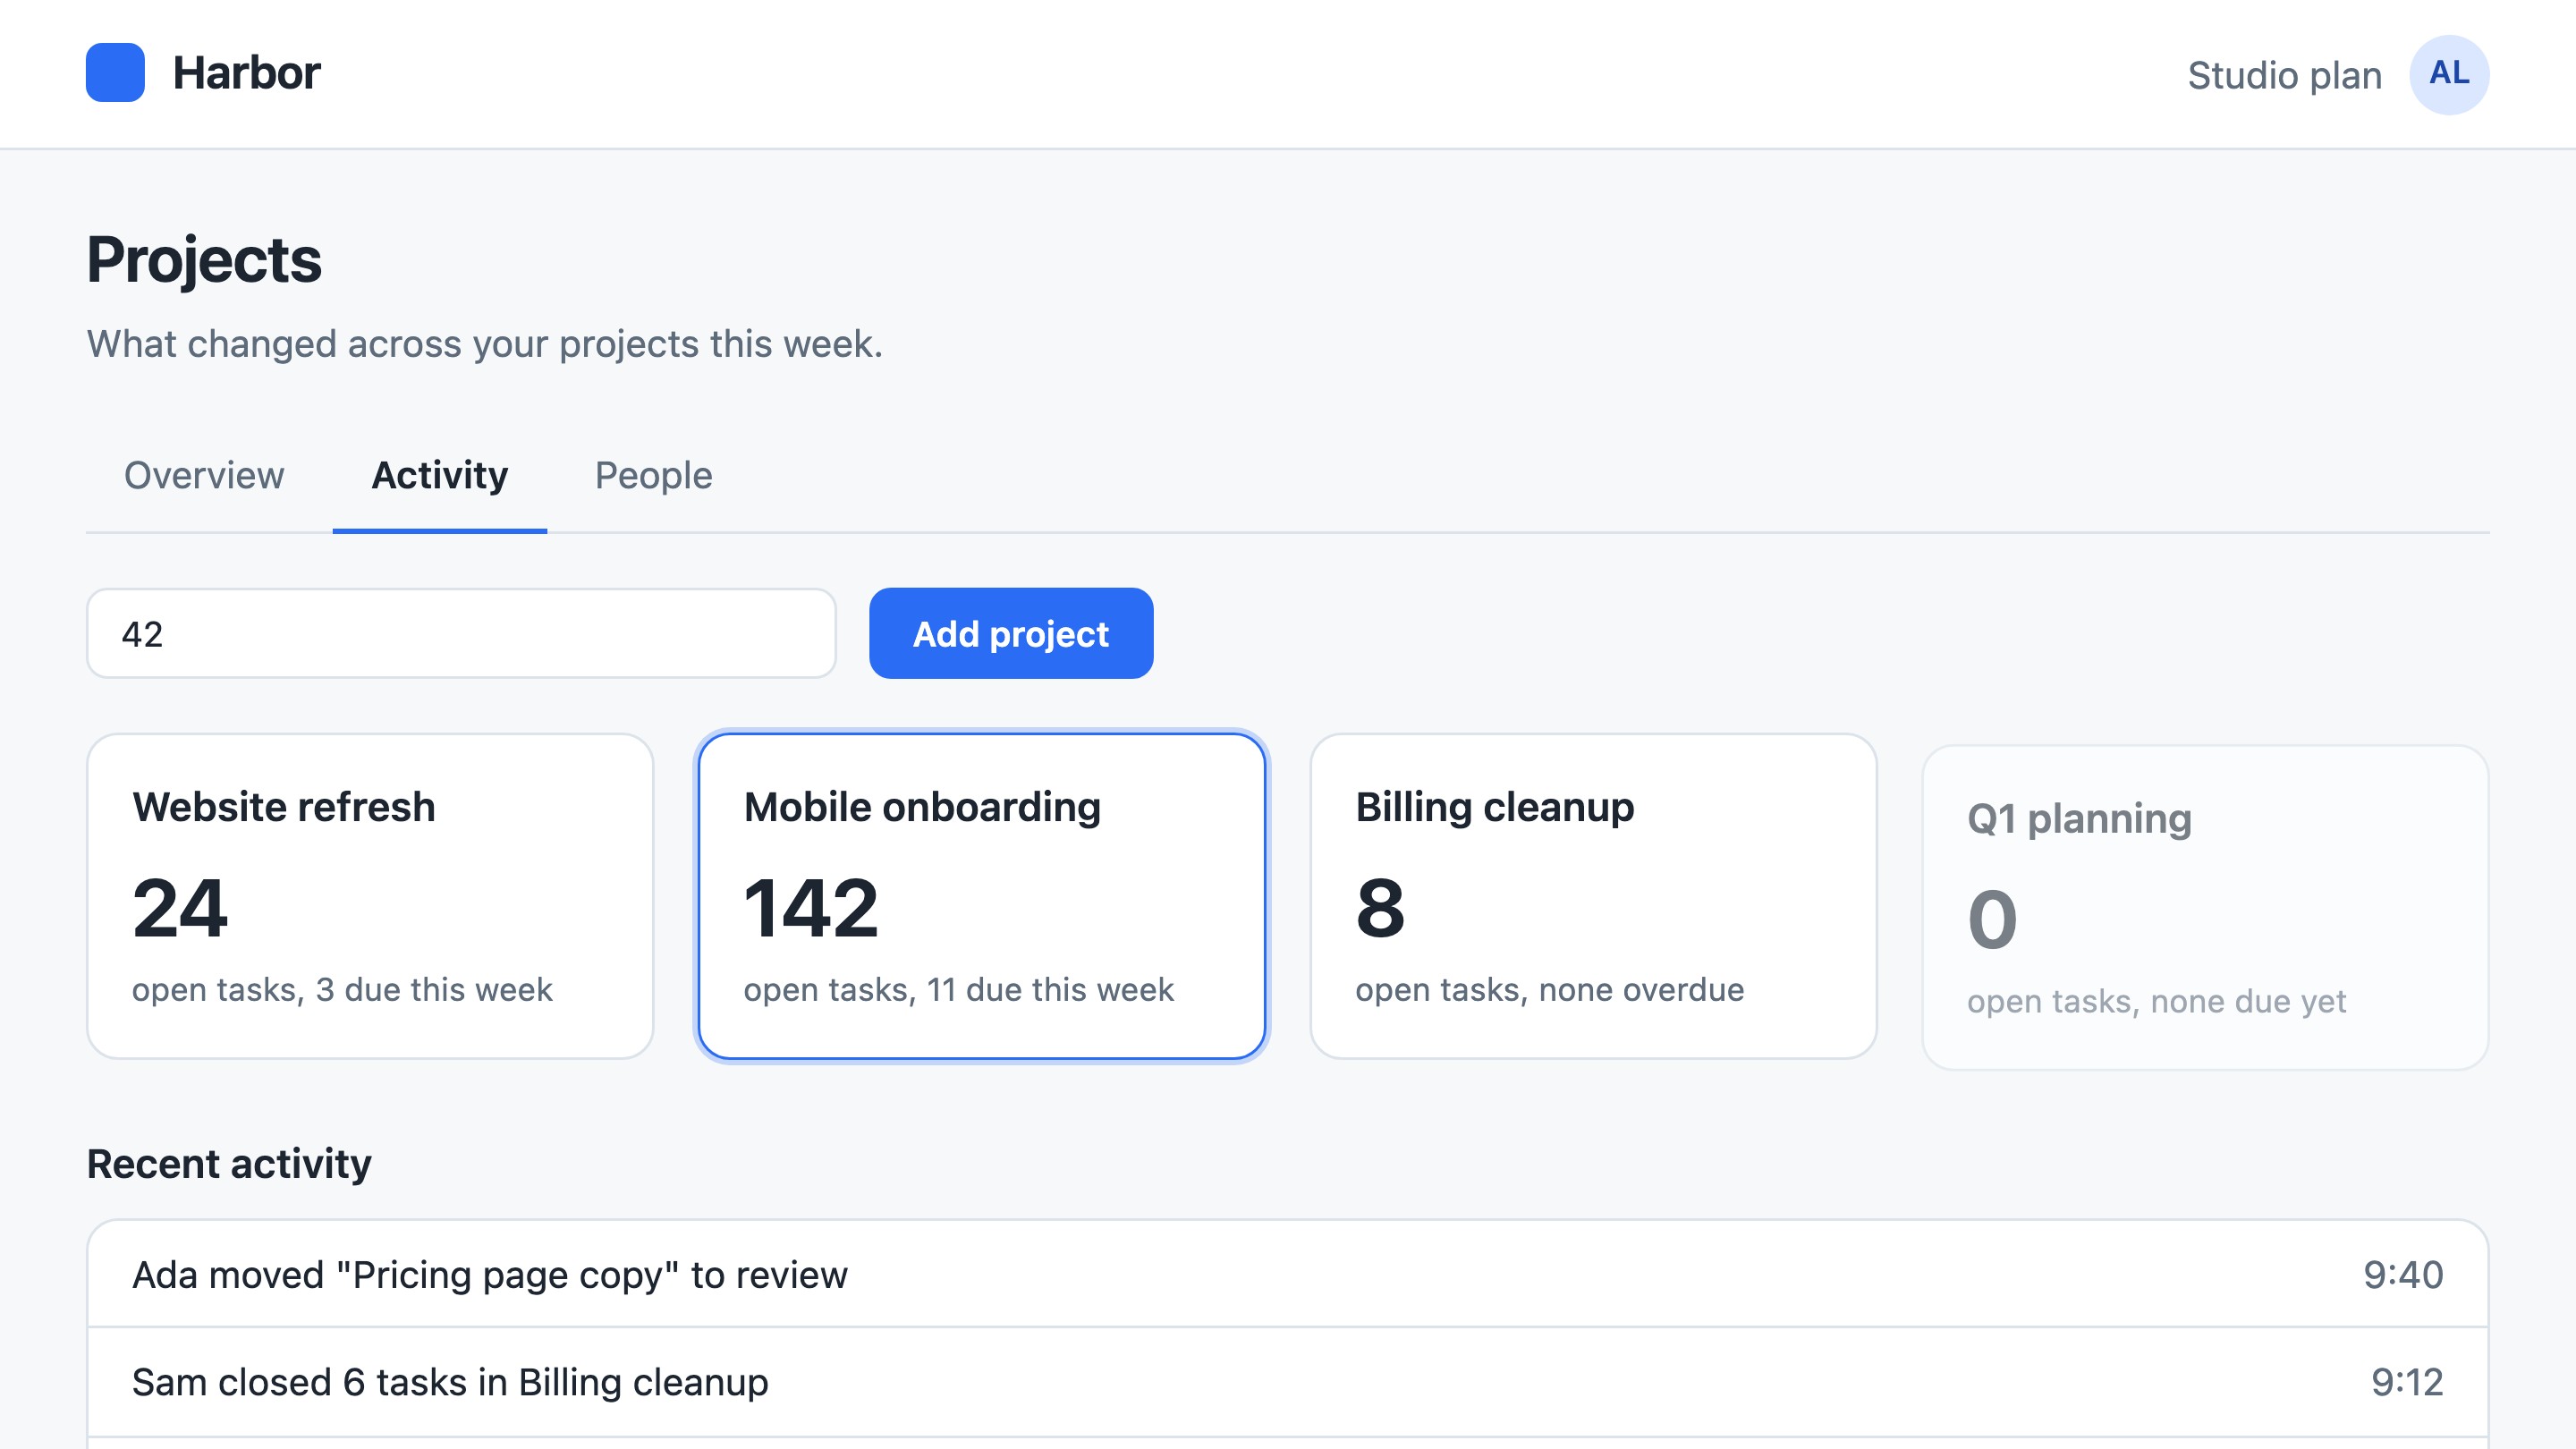 Harbor
Studio plan
AL
Projects
What changed across your projects this week.
Overview
Activity
People
42
Add project
Website refresh
24
open tasks, 3 due this week
Mobile onboarding
142
open tasks, 11 due this week
Billing cleanup
8
open tasks, none overdue
Q1 planning
0
open tasks, none due yet
Recent activity
Ada moved "Pricing page copy" to review
9:40
Sam closed 6 tasks in Billing cleanup
9:12